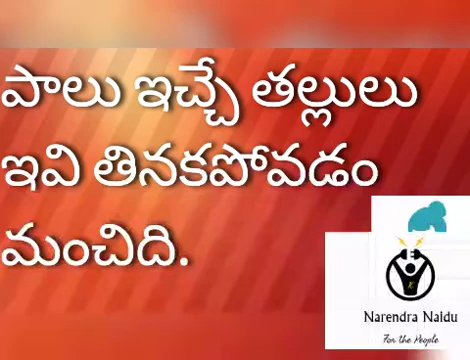 పాలు ఇచ్చే తల్లులు
ఇవి తినకపోవడం
మంచిది.
Narendra Naidu
For the People